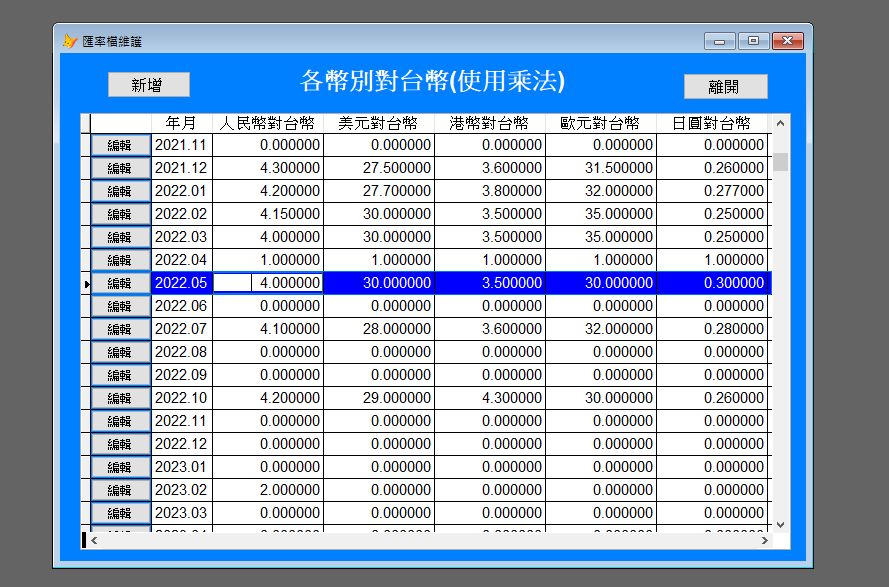 匯率檔維護
新增
各幣別對台幣(使用乘法)
離開
年月 人民幣對台幣 美元對台幣 港幣對台幣 歐元對台幣 日圓對台幣
編輯 2021.11 0.000000 0.000000 0.000000 0.000000 0.000000
編輯 2021.12 4.300000 27.500000 3.600000 31.500000 0.260000
編輯 2022.01 4.200000 27.700000 3.800000 32.000000 0.277000
編輯 2022.02 4.150000 30.000000 3.500000 35.000000 0.250000
編輯 2022.03 4.000000 30.000000 3.500000 35.000000 0.250000
編輯 2022.04 1.000000 1.000000 1.000000 1.000000 1.000000
編輯 2022.05 4.000000 30.000000 3.500000 30.000000 0.300000
編輯 2022.06 0.000000 0.000000 0.000000 0.000000 0.000000
編輯 2022.07 4.100000 28.000000 3.600000 32.000000 0.280000
編輯 2022.08 0.000000 0.000000 0.000000 0.000000 0.000000
編輯 2022.09 0.000000 0.000000 0.000000 0.000000 0.000000
編輯 2022.10 4.200000 29.000000 4.300000 30.000000 0.260000
編輯 2022.11 0.000000 0.000000 0.000000 0.000000 0.000000
編輯 2022.12 0.000000 0.000000 0.000000 0.000000 0.000000
編輯 2023.01 0.000000 0.000000 0.000000 0.000000 0.000000
編輯 2023.02 2.000000 0.000000 0.000000 0.000000 0.000000
編輯 2023.03 0.000000 0.000000 0.000000 0.000000 0.000000